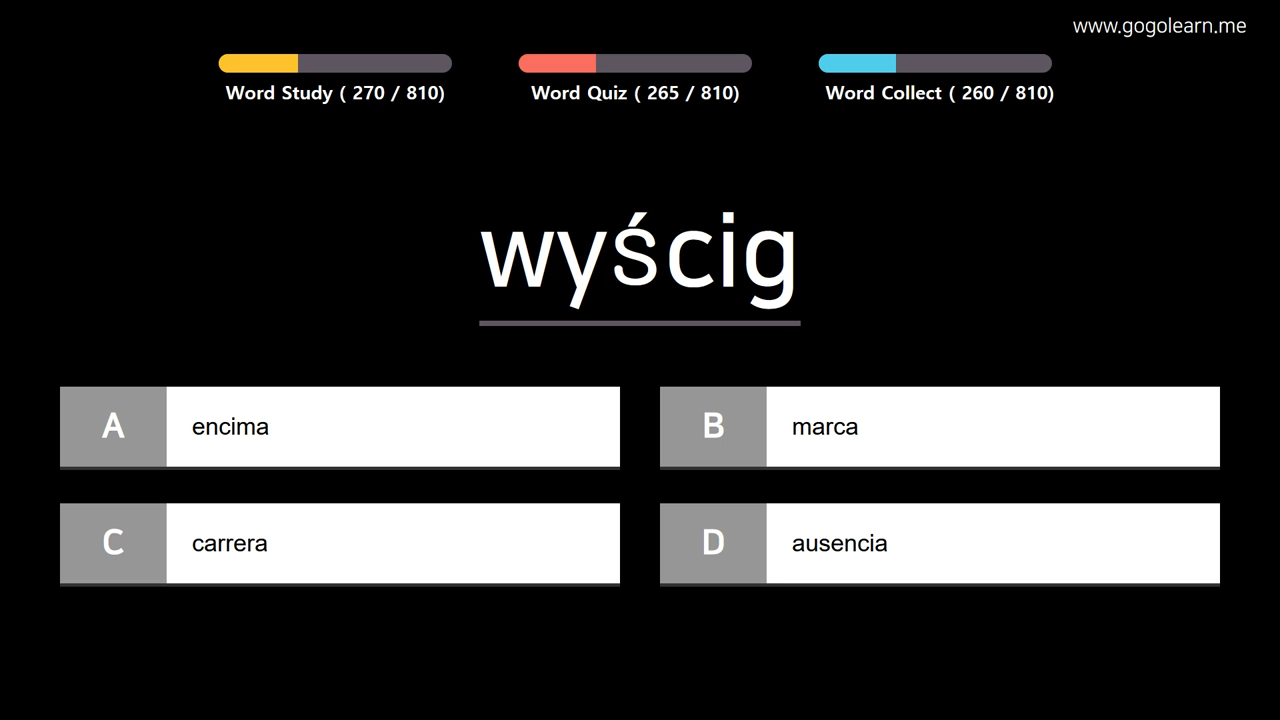 www.gogolearn.me
Word Study ( 270 / 810)
Word Quiz ( 265 / 810)
Word Collect ( 260 / 810)
wyścig
A encima
B marca
C carrera
D ausencia